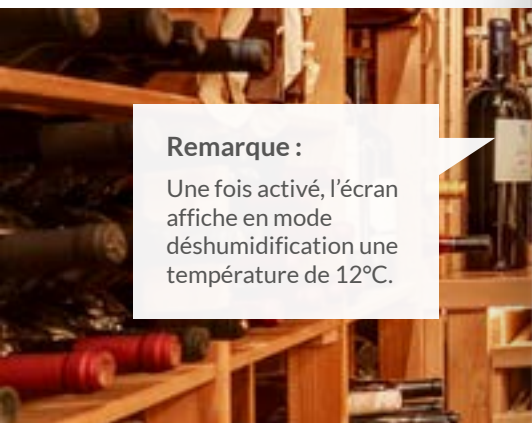 Remarque :
Une fois activé, l’écran
affiche en mode
déshumidification une
température de 12°C.